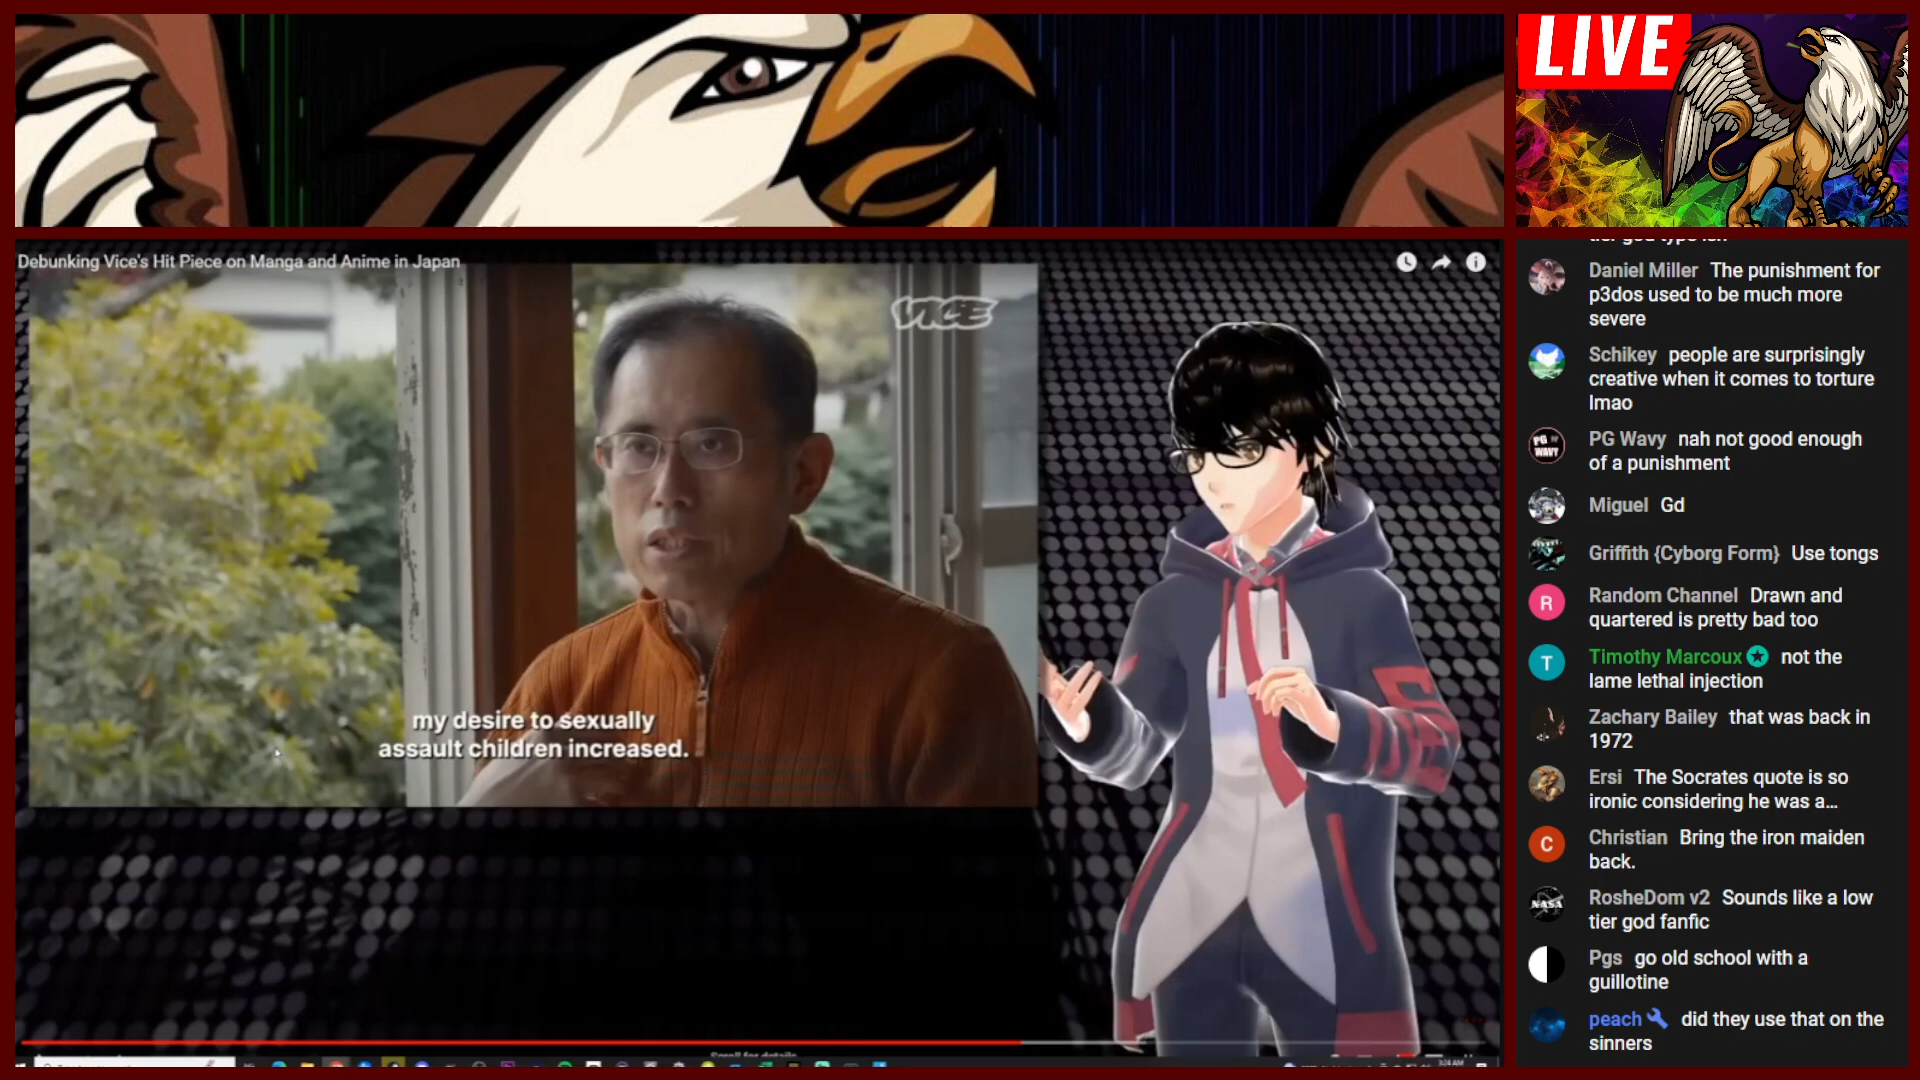 LIVE
Debunking Vice's Hit Piece on Manga and Anime in Japan
VICE
my desire to sexually
assault children increased.
Daniel Miller The punishment for
p3dos used to be much more
severe
Schikey people are surprisingly
creative when it comes to torture
lmao
PG Wavy nah not good enough
of a punishment
PG
WAVY
Miguel Gd
Griffith {Cyborg Form} Use tongs
R
Random Channel Drawn and
quartered is pretty bad too
T
Timothy Marcoux not the
lame lethal injection
Zachary Bailey that was back in
1972
Ersi The Socrates quote is so
ironic considering he was a...
C
Christian Bring the iron maiden
back.
NASA
RosheDom v2 Sounds like a low
tier god fanfic
Pgs go old school with a
guillotine
peach did they use that on the
sinners
Scroll for details